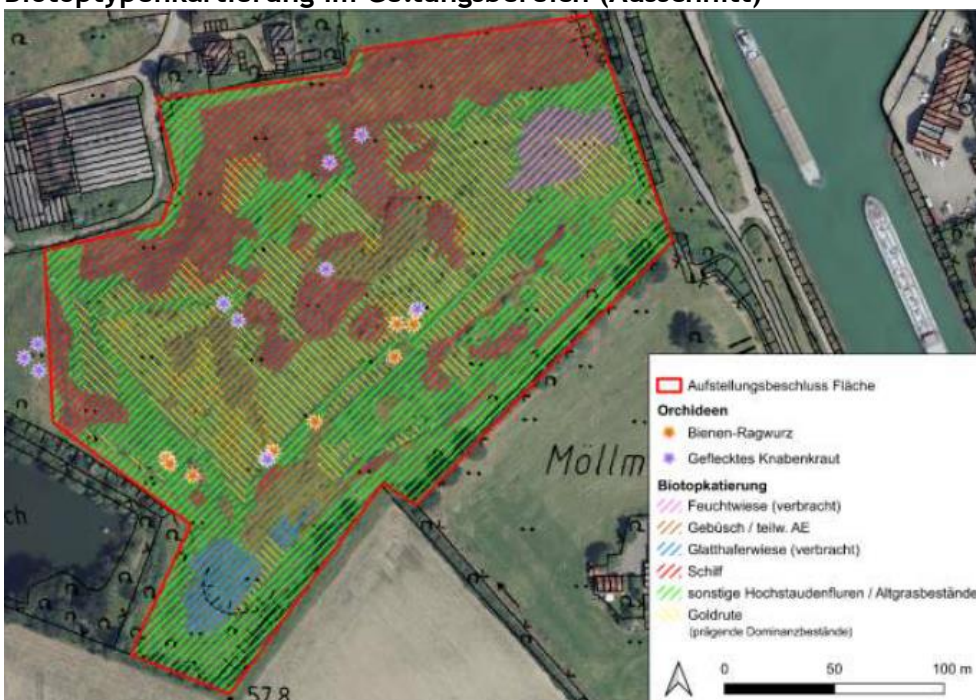 Biotoptypenkartierung im Geltungsbereich (Ausschnitt)
Möllm
ch
57.8
Aufstellungsbeschluss Fläche
Orchideen
Bienen-Ragwurz
Geflecktes Knabenkraut
Biotopkatierung
Feuchtwiese (verbracht)
Gebüsch / teilw. AE
Glatthaferwiese (verbracht)
Schilf
sonstige Hochstaudenfluren / Altgrasbestände
Goldrute
(prägende Dominanzbestände)
0 50 100 m